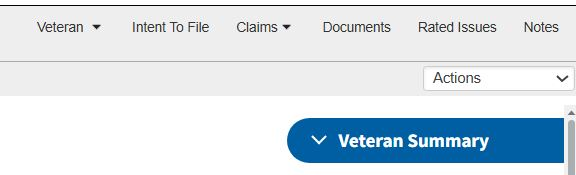 Veteran Intent To File Claims Documents Rated Issues Notes
Actions
Veteran Summary